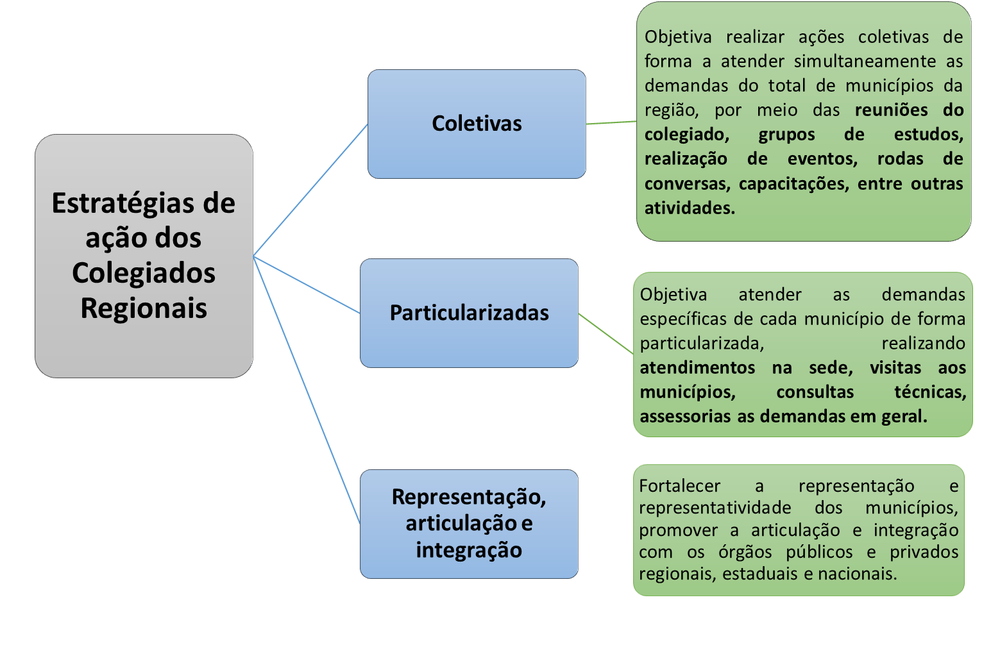 Estratégias de
ação dos
Colegiados
Regionais
Coletivas
Objetiva realizar ações coletivas de
forma a atender simultaneamente as
demandas do total de municípios da
região, por meio das reuniões do
colegiado, grupos de estudos,
realização de eventos, rodas de
conversas, capacitações, entre outras
atividades.
Particularizadas
Objetiva atender as demandas
específicas de cada município de forma
particularizada, realizando
atendimentos na sede, visitas aos
municípios, consultas técnicas,
assessorias as demandas em geral.
Representação,
articulação e
integração
Fortalecer a representação e
representatividade dos municípios,
promover a articulação e integração
com os órgãos públicos e privados
regionais, estaduais e nacionais.